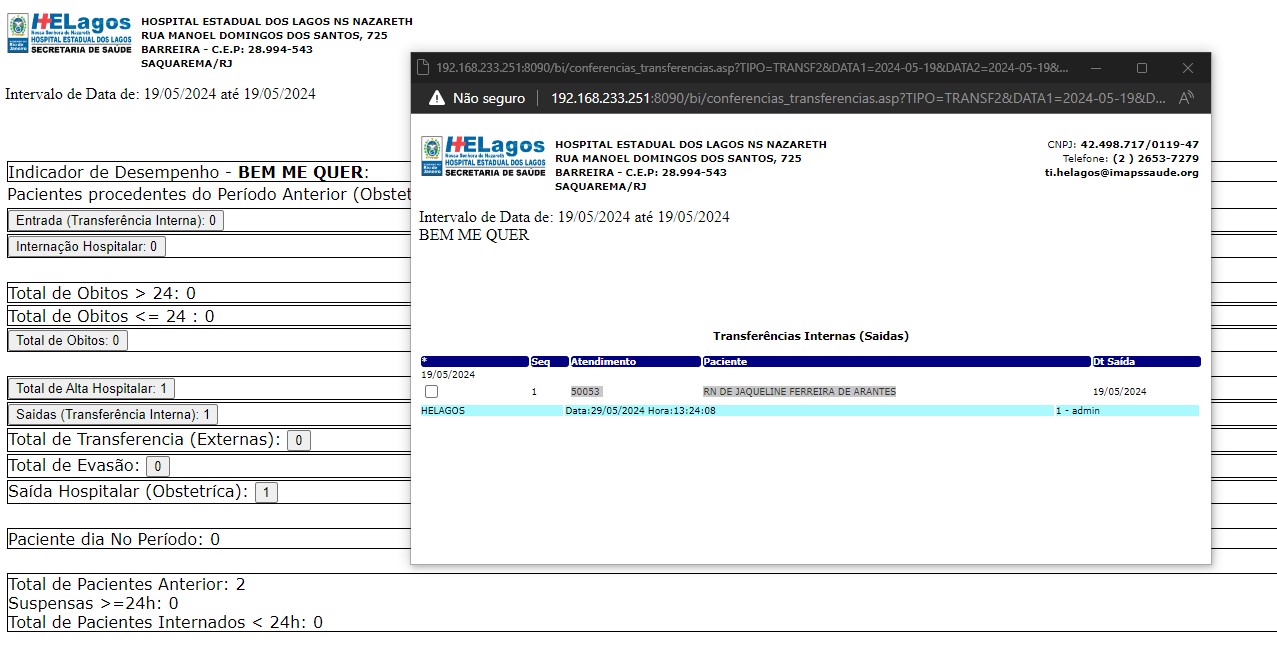 HELagos
Nossa Senhora de Nazareth
HOSPITAL ESTADUAL DOS LAGOS
SECRETARIA DE SAÚDE
HOSPITAL ESTADUAL DOS LAGOS NS NAZARETH
RUA MANOEL DOMINGOS DOS SANTOS, 725
BARREIRA - C.E.P: 28.994-543
SAQUAREMA/RJ
Intervalo de Data de: 19/05/2024 até 19/05/2024
Indicador de Desempenho - BEM ME QUER:
Pacientes procedentes do Período Anterior (Obstet
Entrada (Transferência Interna): 0
Internação Hospitalar: 0
Total de Obitos > 24: 0
Total de Obitos <= 24 : 0
Total de Obitos: 0
Total de Alta Hospitalar: 1
Saidas (Transferência Interna): 1
Total de Transferencia (Externas): 0
Total de Evasão: 0
Saída Hospitalar (Obstetríca): 1
Paciente dia No Período: 0
Total de Pacientes Anterior: 2
Suspensas >=24h: 0
Total de Pacientes Internados < 24h: 0
192.168.233.251:8090/bi/conferencias_transferencias.asp?TIPO=TRANSF2&DATA1=2024-05-19&DATA2=2024-05-19&...
Não seguro 192.168.233.251:8090/bi/conferencias_transferencias.asp?TIPO=TRANSF2&DATA1=2024-05-19&D...
HELagos
Nossa Senhora de Nazareth
HOSPITAL ESTADUAL DOS LAGOS
SECRETARIA DE SAÚDE
HOSPITAL ESTADUAL DOS LAGOS NS NAZARETH
RUA MANOEL DOMINGOS DOS SANTOS, 725
BARREIRA - C.E.P: 28.994-543
SAQUAREMA/RJ
CNPJ: 42.498.717/0119-47
Telefone: (2 ) 2653-7279
ti.helagos@imapssaude.org
Intervalo de Data de: 19/05/2024 até 19/05/2024
BEM ME QUER
Transferências Internas (Saidas)
* Seq Atendimento Paciente Dt Saída
19/05/2024
1 50053 RN DE JAQUELINE FERREIRA DE ARANTES 19/05/2024
HELAGOS Data:29/05/2024 Hora:13:24:08 1 - admin